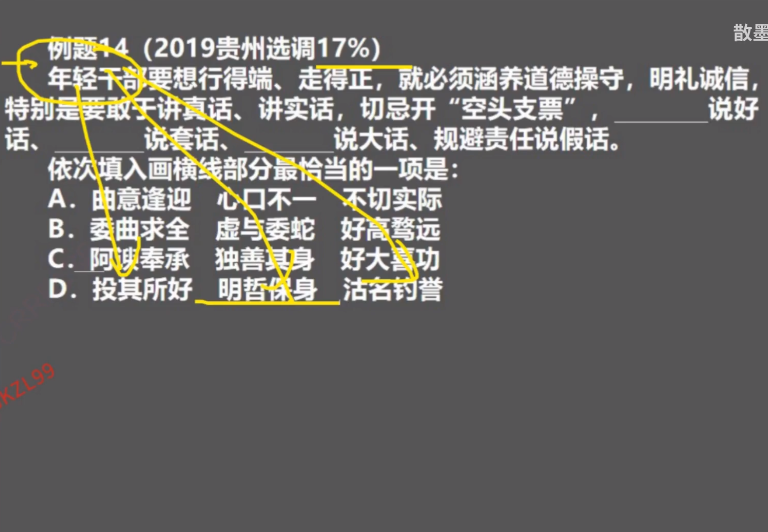 散墨
例题14（2019贵州选调17%）
年轻干部要想行得端、走得正，就必须涵养道德操守，明礼诚信，
特别是要敢于讲真话、讲实话，切忌开“空头支票”，________说好
话、________说套话、________说大话、规避责任说假话。
依次填入画横线部分最恰当的一项是：
A．曲意逢迎 心口不一 不切实际
B．委曲求全 虚与委蛇 好高骛远
C．阿谀奉承 独善其身 好大喜功
D．投其所好 明哲保身 沽名钓誉
KZL99